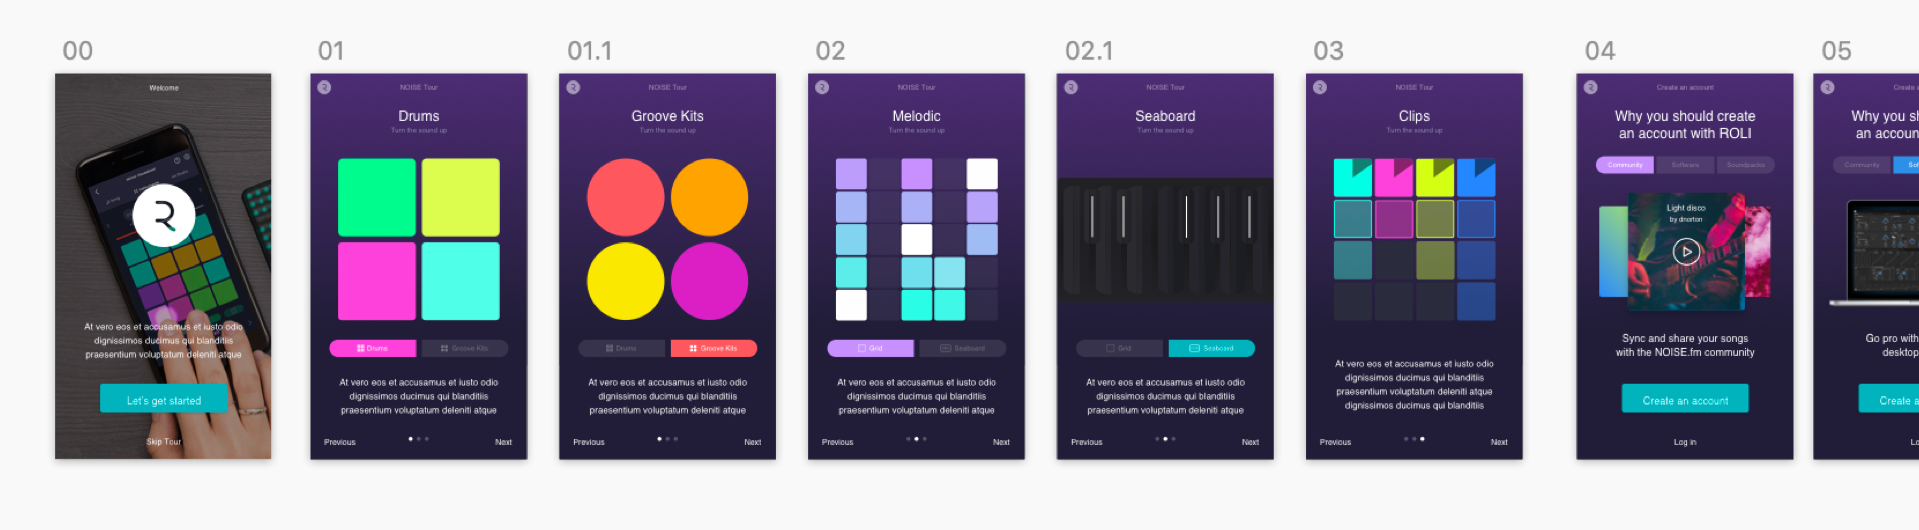 00
01
01.1
02
02.1
03
04
05
Welcome
At vero eos et accusamus et iusto odio
dignissimos ducimus qui blanditiis
praesentium voluptatum deleniti atque
Let's get started
Skip Tour
NOISE Tour
Drums
Turn the sound up
Drums
Groove Kits
At vero eos et accusamus et iusto odio
dignissimos ducimus qui blanditiis
praesentium voluptatum deleniti atque
Previous
Next
NOISE Tour
Groove Kits
Turn the sound up
Drums
Groove Kits
At vero eos et accusamus et iusto odio
dignissimos ducimus qui blanditiis
praesentium voluptatum deleniti atque
Previous
Next
NOISE Tour
Melodic
Turn the sound up
Grid
Seaboard
At vero eos et accusamus et iusto odio
dignissimos ducimus qui blanditiis
praesentium voluptatum deleniti atque
Previous
Next
NOISE Tour
Seaboard
Turn the sound up
Grid
Seaboard
At vero eos et accusamus et iusto odio
dignissimos ducimus qui blanditiis
praesentium voluptatum deleniti atque
Previous
Next
NOISE Tour
Clips
Turn the sound up
At vero eos et accusamus et iusto odio
dignissimos ducimus qui blanditiis
praesentium voluptatum deleniti atque
dignissimos ducimus qui blanditiis
Previous
Next
Create an account
Why you should create
an account with ROLI
Community
Software
Soundpacks
Light disco
by dnorton
Sync and share your songs
with the NOISE.fm community
Create an account
Log in
Create
Why you
an
Community
Go pro with
Create